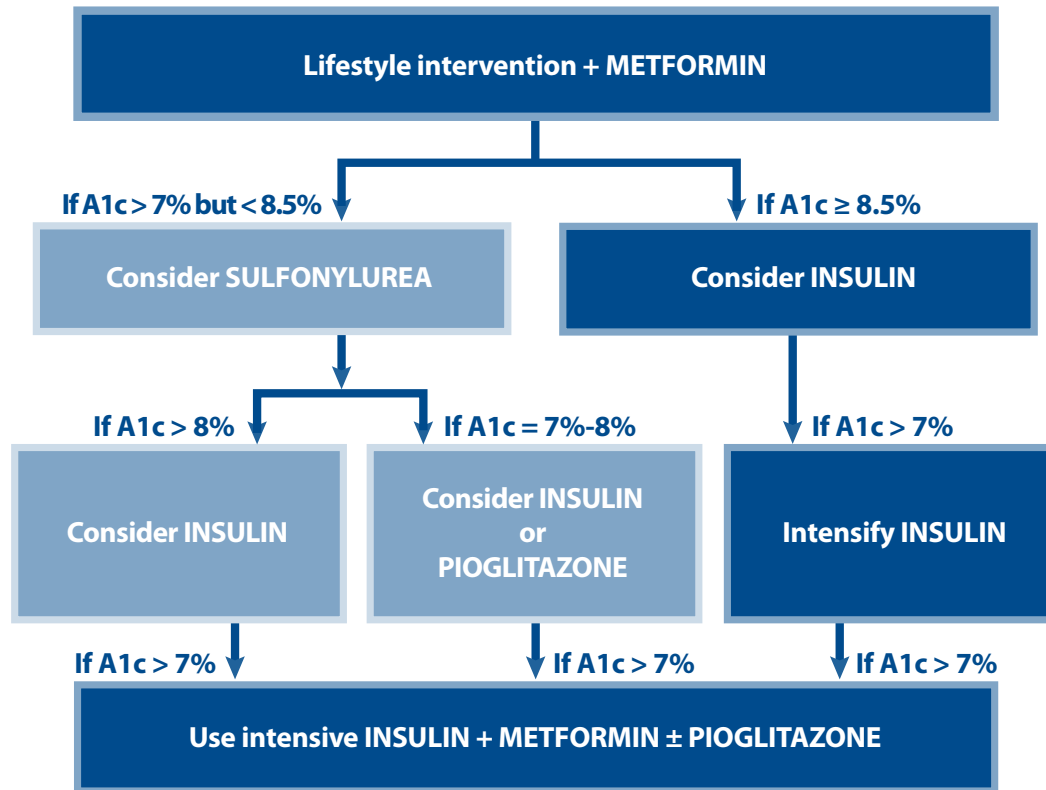 Lifestyle intervention + METFORMIN
If A1c > 7% but < 8.5%
If A1c ≥ 8.5%
Consider SULFONYLUREA
Consider INSULIN
If A1c > 8%
If A1c = 7%-8%
If A1c > 7%
Consider INSULIN
Consider INSULIN
or
PIOGLITAZONE
Intensify INSULIN
If A1c > 7%
If A1c > 7%
If A1c > 7%
Use intensive INSULIN + METFORMIN ± PIOGLITAZONE